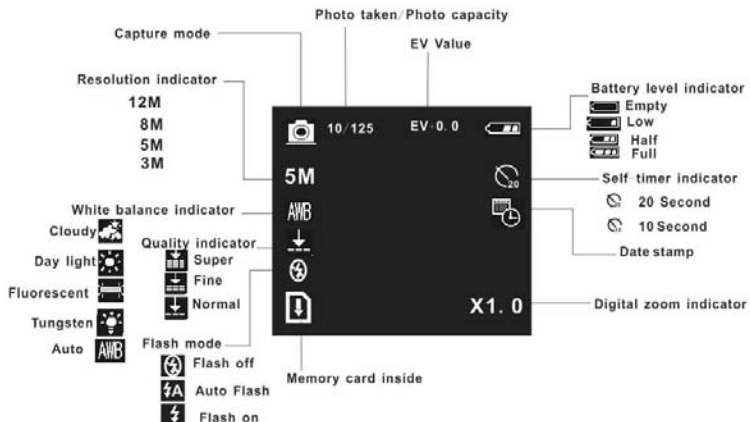 Photo taken/Photo capacity
Capture mode
EV Value
Resolution indicator
12M
8M
5M
3M
Battery level indicator
Empty
Low
Half
Full
10/125
EV+0.0
5M
20
Self timer indicator
20 Second
10 Second
AWB
White balance indicator
Cloudy
Day light
Fluorescent
Tungsten
Auto AWB
Quality indicator
Super
Fine
Normal
Date stamp
X1.0
Digital zoom indicator
Flash mode
Flash off
A Auto Flash
Flash on
Memory card inside